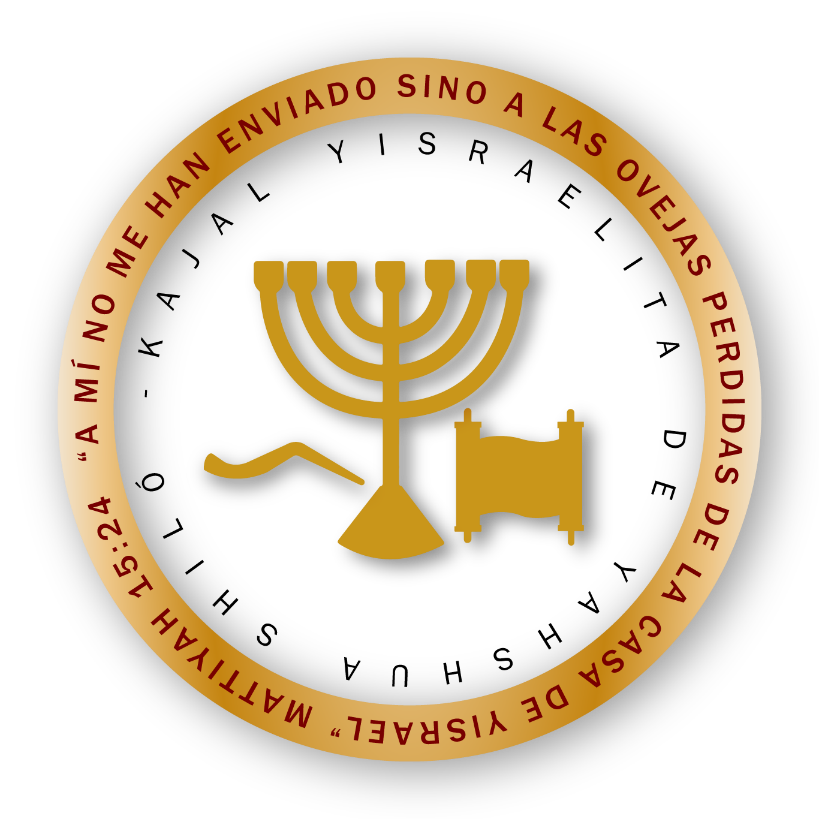 “A MÍ NO ME HAN ENVIADO SINO A LAS OVEJAS PERDIDAS DE LA CASA DE YISRAEL” MATTIYAH 15:24
-KAJAL YISRAELITA DE YAHSHUA SHILÓ